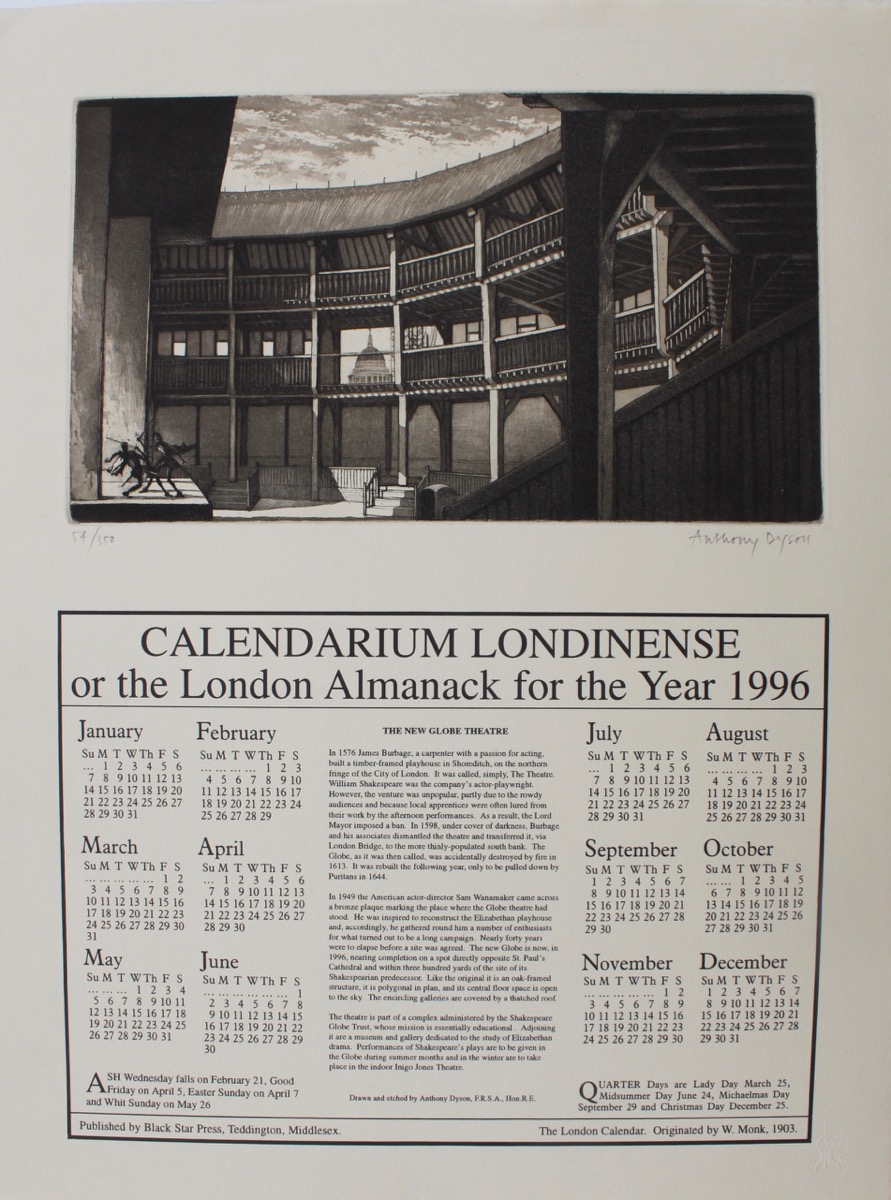 54/350
Anthony Dyson
CALENDARIUM LONDINENSE
or the London Almanack for the Year 1996
January
Su M T W Th F S
... 1 2 3 4 5 6
7 8 9 10 11 12 13
14 15 16 17 18 19 20
21 22 23 24 25 26 27
28 29 30 31
February
Su M T W Th F S
... ... ... ... 1 2 3
4 5 6 7 8 9 10
11 12 13 14 15 16 17
18 19 20 21 22 23 24
25 26 27 28 29
March
Su M T W Th F S
... ... ... ... ... 1 2
3 4 5 6 7 8 9
10 11 12 13 14 15 16
17 18 19 20 21 22 23
24 25 26 27 28 29 30
31
April
Su M T W Th F S
... 1 2 3 4 5 6
7 8 9 10 11 12 13
14 15 16 17 18 19 20
21 22 23 24 25 26 27
28 29 30
May
Su M T W Th F S
... ... ... 1 2 3 4
5 6 7 8 9 10 11
12 13 14 15 16 17 18
19 20 21 22 23 24 25
26 27 28 29 30 31
June
Su M T W Th F S
... ... ... ... ... ... 1
2 3 4 5 6 7 8
9 10 11 12 13 14 15
16 17 18 19 20 21 22
23 24 25 26 27 28 29
30
ASH Wednesday falls on February 21, Good
Friday on April 5, Easter Sunday on April 7
and Whit Sunday on May 26
THE NEW GLOBE THEATRE
In 1576 James Burbage, a carpenter with a passion for acting,
built a timber-framed playhouse in Shoreditch, on the northern
fringe of the City of London. It was called, simply, The Theatre.
William Shakespeare was the company's actor-playwright.
However, the venture was unpopular, partly due to the rowdy
audiences and because local apprentices were often lured from
their work by the afternoon performances. As a result, the Lord
Mayor imposed a ban. In 1598, under cover of darkness, Burbage
and his associates dismantled the theatre and transferred it, via
London Bridge, to the more thinly-populated south bank. The
Globe, as it was then called, was accidentally destroyed by fire in
1613. It was rebuilt the following year, only to be pulled down by
Puritans in 1644.
In 1949 the American actor-director Sam Wanamaker came across
a bronze plaque marking the place where the Globe theatre had
stood. He was inspired to reconstruct the Elizabethan playhouse
and, accordingly, he gathered round him a number of enthusiasts
for what turned out to be a long campaign. Nearly forty years
were to elapse before a site was agreed. The new Globe is now, in
1996, nearing completion on a spot directly opposite St. Paul's
Cathedral and within three hundred yards of the site of its
Shakespearian predecessor. Like the original it is an oak-framed
structure, it is polygonal in plan, and its central floor space is open
to the sky. The encircling galleries are covered by a thatched roof.
The theatre is part of a complex administered by the Shakespeare
Globe Trust, whose mission is essentially educational. Adjoining
it are a museum and gallery dedicated to the study of Elizabethan
drama. Performances of Shakespeare's plays are to be given in
the Globe during summer months and in the winter are to take
place in the indoor Inigo Jones Theatre.
Drawn and etched by Anthony Dyson, F.R.S.A., Hon.R.E.
July
Su M T W Th F S
... 1 2 3 4 5 6
7 8 9 10 11 12 13
14 15 16 17 18 19 20
21 22 23 24 25 26 27
28 29 30 31
August
Su M T W Th F S
... ... ... ... 1 2 3
4 5 6 7 8 9 10
11 12 13 14 15 16 17
18 19 20 21 22 23 24
25 26 27 28 29 30 31
September
Su M T W Th F S
1 2 3 4 5 6 7
8 9 10 11 12 13 14
15 16 17 18 19 20 21
22 23 24 25 26 27 28
29 30
October
Su M T W Th F S
... ... 1 2 3 4 5
6 7 8 9 10 11 12
13 14 15 16 17 18 19
20 21 22 23 24 25 26
27 28 29 30 31
November
Su M T W Th F S
... ... ... ... ... 1 2
3 4 5 6 7 8 9
10 11 12 13 14 15 16
17 18 19 20 21 22 23
24 25 26 27 28 29 30
December
Su M T W Th F S
1 2 3 4 5 6 7
8 9 10 11 12 13 14
15 16 17 18 19 20 21
22 23 24 25 26 27 28
29 30 31
QUARTER Days are Lady Day March 25,
Midsummer Day June 24, Michaelmas Day
September 29 and Christmas Day December 25.
Published by Black Star Press, Teddington, Middlesex.
The London Calendar. Originated by W. Monk, 1903.